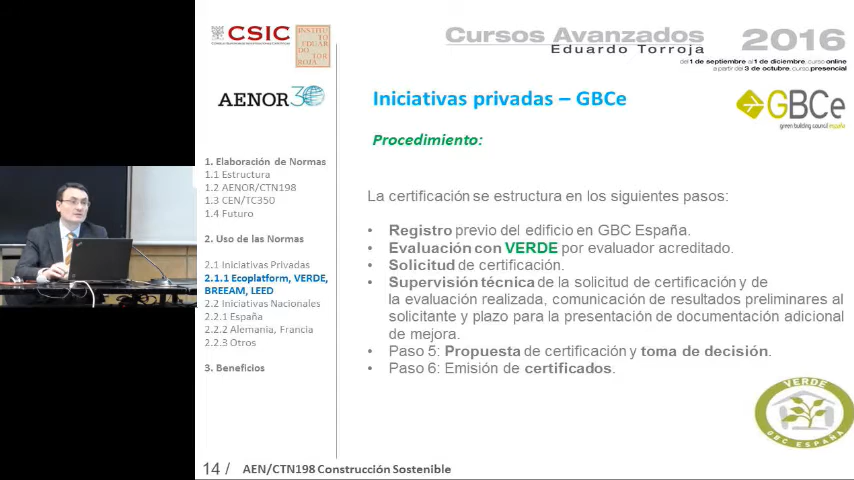 CSIC
INSTITU
TO EDU
EDUAR
DO TOR
ROJA
Cursos Avanzados
Eduardo Torroja
2016
del 1 de septiembre al 1 de diciembre, curso online
a partir del 3 de octubre, curso presencial
AENOR 30
Iniciativas privadas – GBCe
GBCe
green building council españa
Procedimiento:
1. Elaboración de Normas
1.1 Estructura
1.2 AENOR/CTN198
1.3 CEN/TC350
1.4 Futuro
2. Uso de las Normas
2.1 Iniciativas Privadas
2.1.1 Ecoplatform, VERDE,
BREEAM, LEED
2.2 Iniciativas Nacionales
2.2.1 España
2.2.2 Alemania, Francia
2.2.3 Otros
3. Beneficios
La certificación se estructura en los siguientes pasos:
• Registro previo del edificio en GBC España.
• Evaluación con VERDE por evaluador acreditado.
• Solicitud de certificación.
• Supervisión técnica de la solicitud de certificación y de
la evaluación realizada, comunicación de resultados preliminares al
solicitante y plazo para la presentación de documentación adicional
de mejora.
• Paso 5: Propuesta de certificación y toma de decisión.
• Paso 6: Emisión de certificados.
VERDE
GBC ESPAÑA
14 / AEN/CTN198 Construcción Sostenible